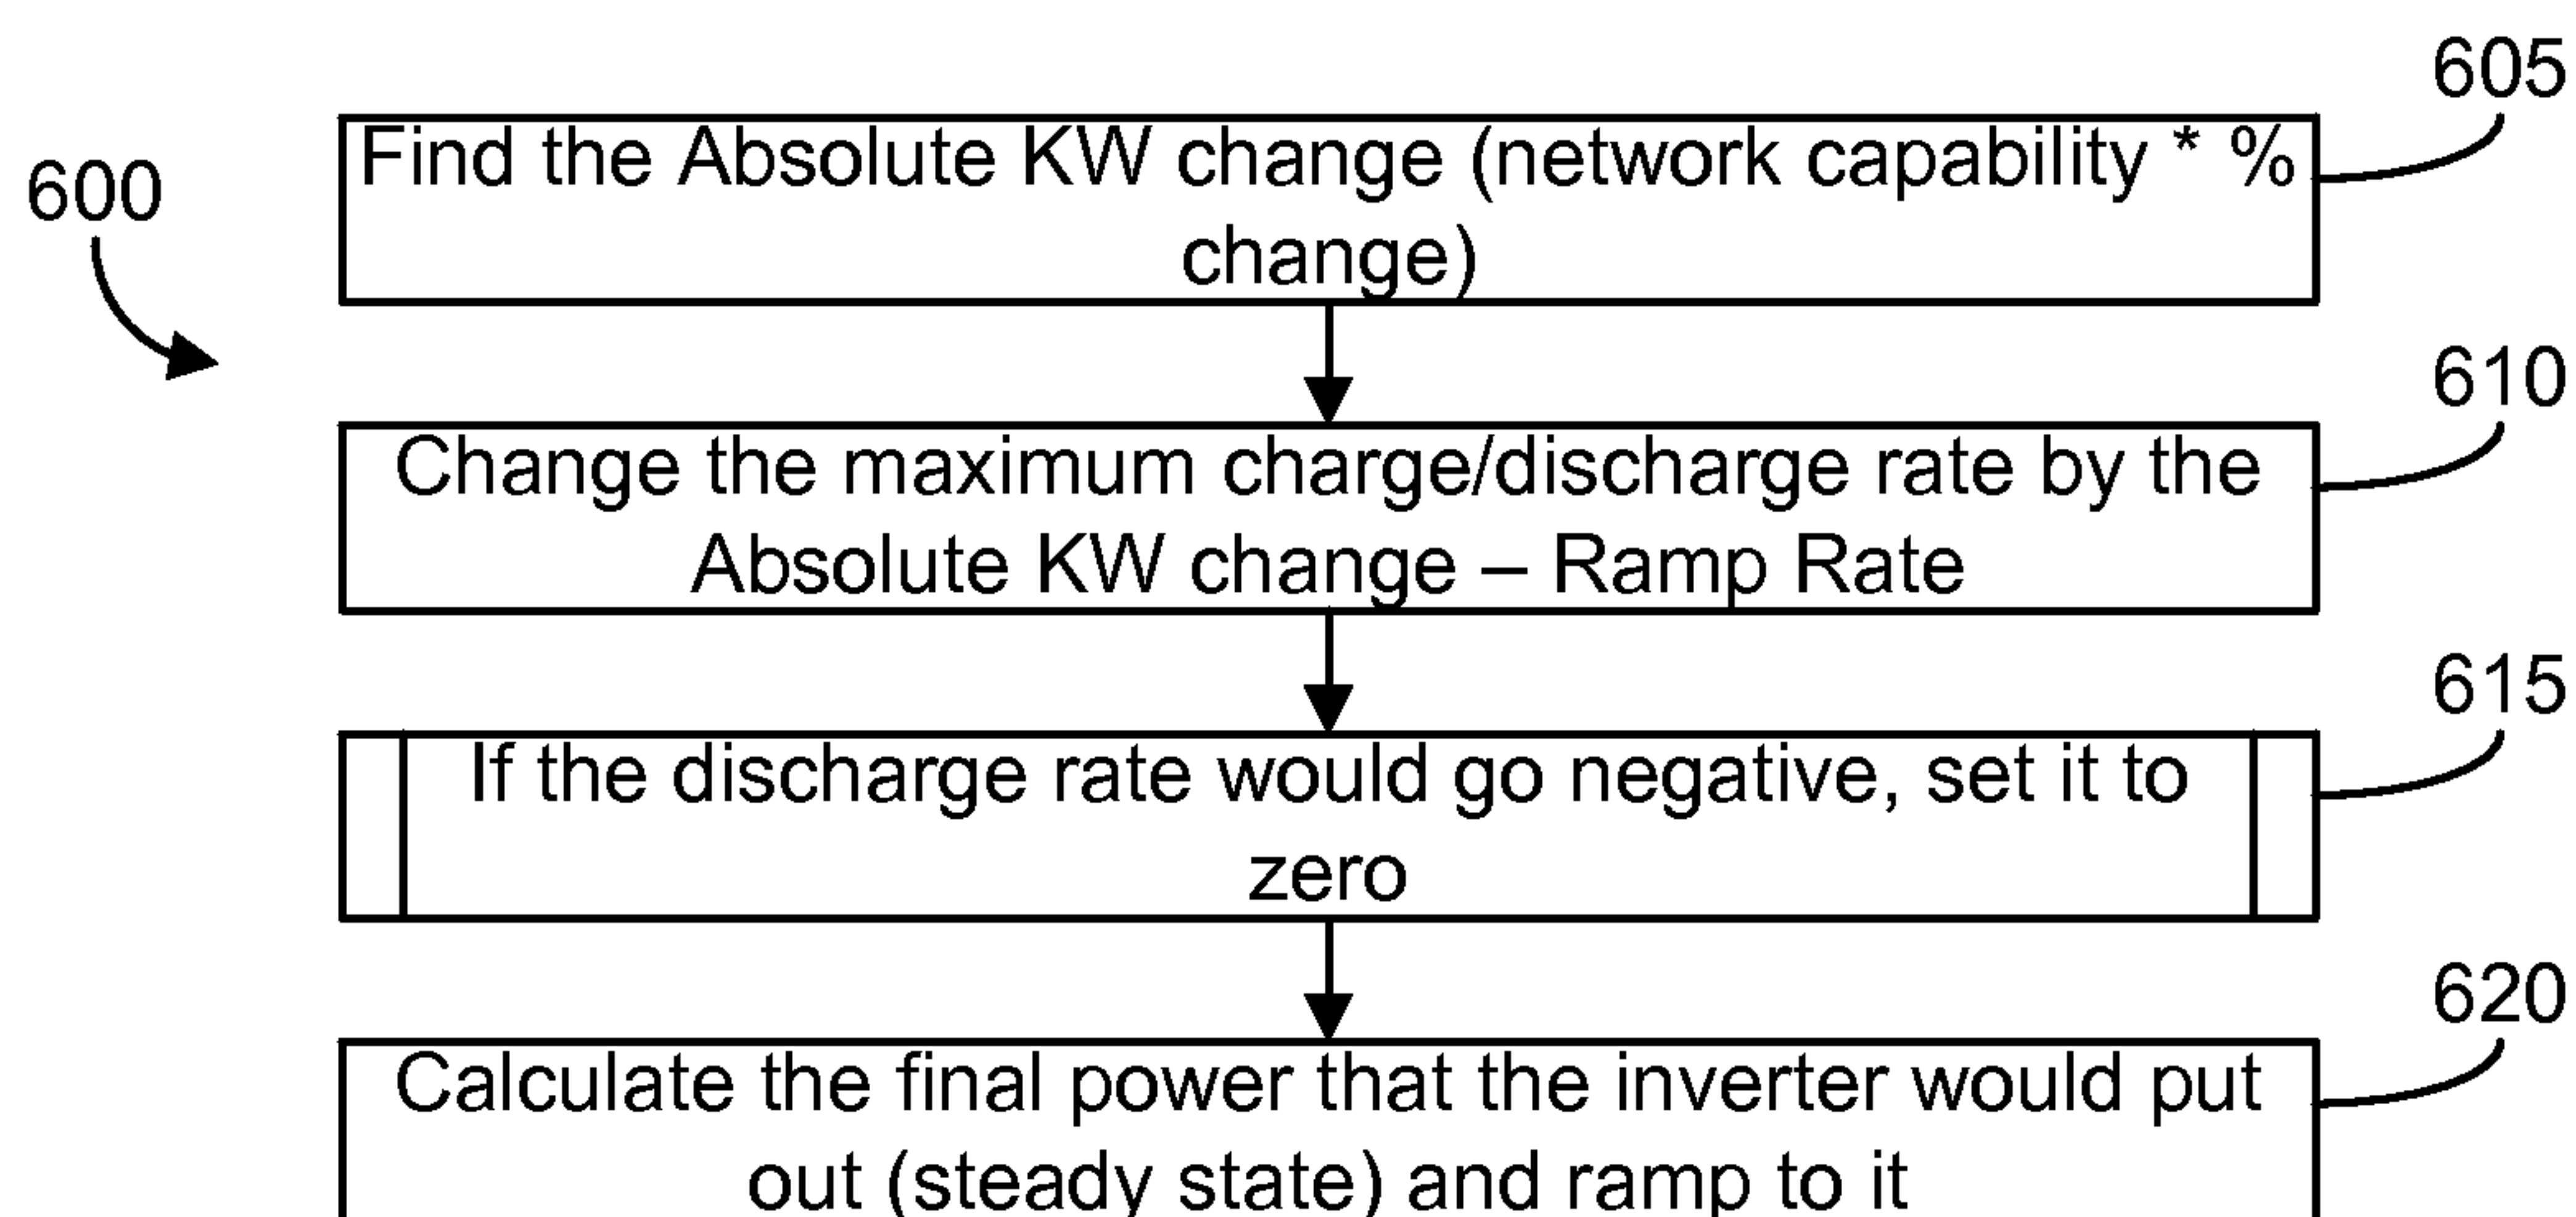 605
Find the Absolute KW change (network capability * %
change)
600
610
Change the maximum charge/discharge rate by the
Absolute KW change – Ramp Rate
615
If the discharge rate would go negative, set it to
zero
620
Calculate the final power that the inverter would put
out (steady state) and ramp to it